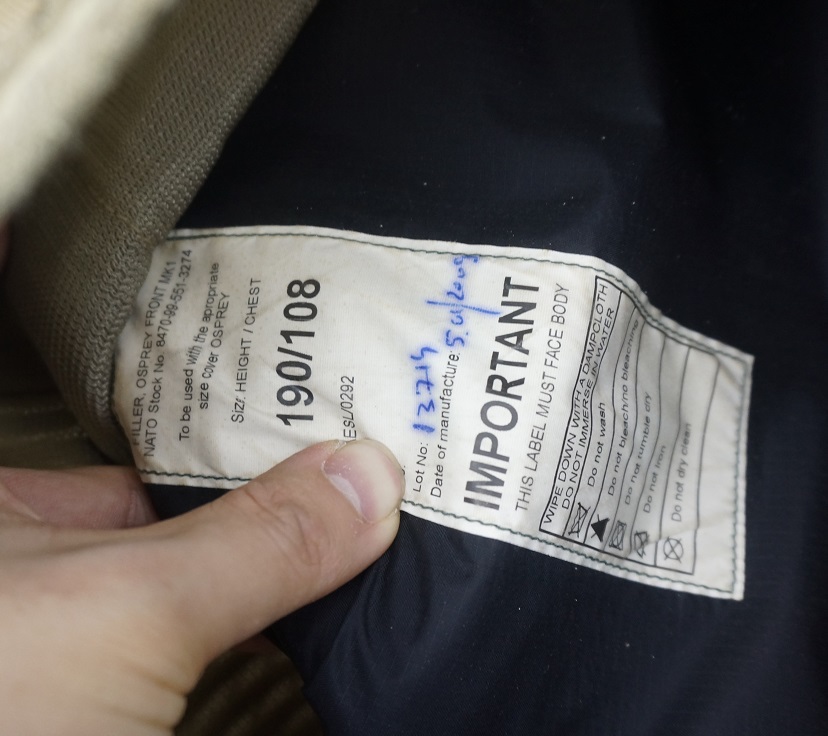 FILLER, OSPREY FRONT MK1
NATO Stock No 8470-99-551-3274
To be used with the apropriate
size cover OSPREY
Size HEIGHT / CHEST
190/108
ESL/0292
Lot No: 13714
Date of manufacture: 5.01/2009
IMPORTANT
THIS LABEL MUST FACE BODY
WIPE DOWN WITH A DAMPCLOTH
DO NOT IMMERSE IN WATER
Do not wash
Do not bleach/no bleaching
Do not tumble dry
Do not iron
Do not dry clean